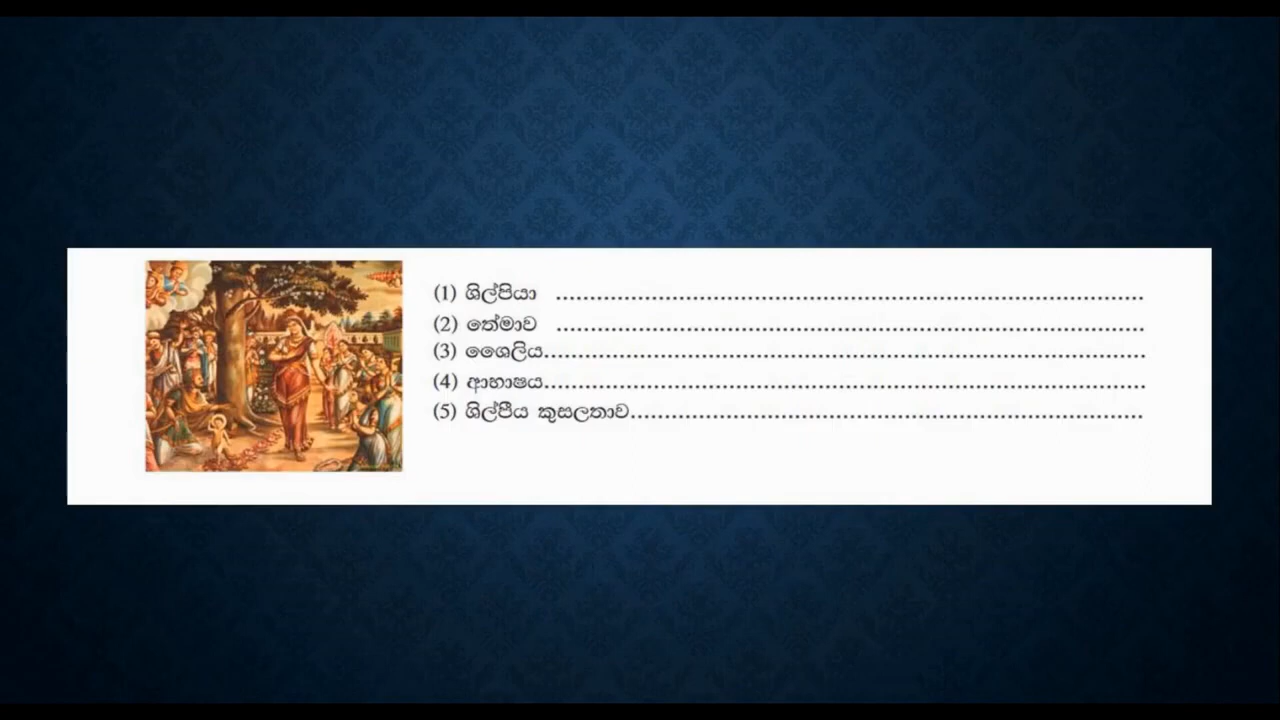 (1) ශිල්පියා ........................................................................................
(2) තේමාව ........................................................................................
(3) ශෛලිය..........................................................................................
(4) ආභාෂය..........................................................................................
(5) ශිල්පීය කුසලතාව.............................................................................